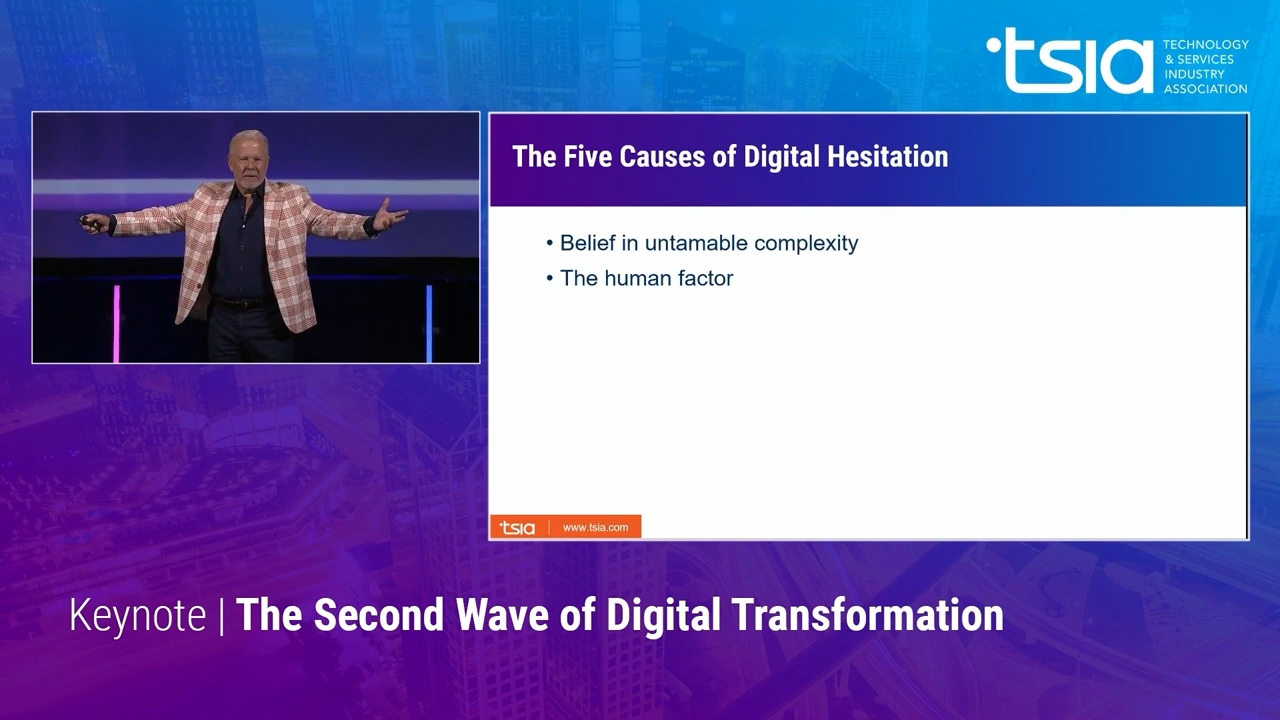 tsia TECHNOLOGY
& SERVICES
INDUSTRY
ASSOCIATION
The Five Causes of Digital Hesitation
• Belief in untamable complexity
• The human factor
tsia | www.tsia.com
Keynote | The Second Wave of Digital Transformation